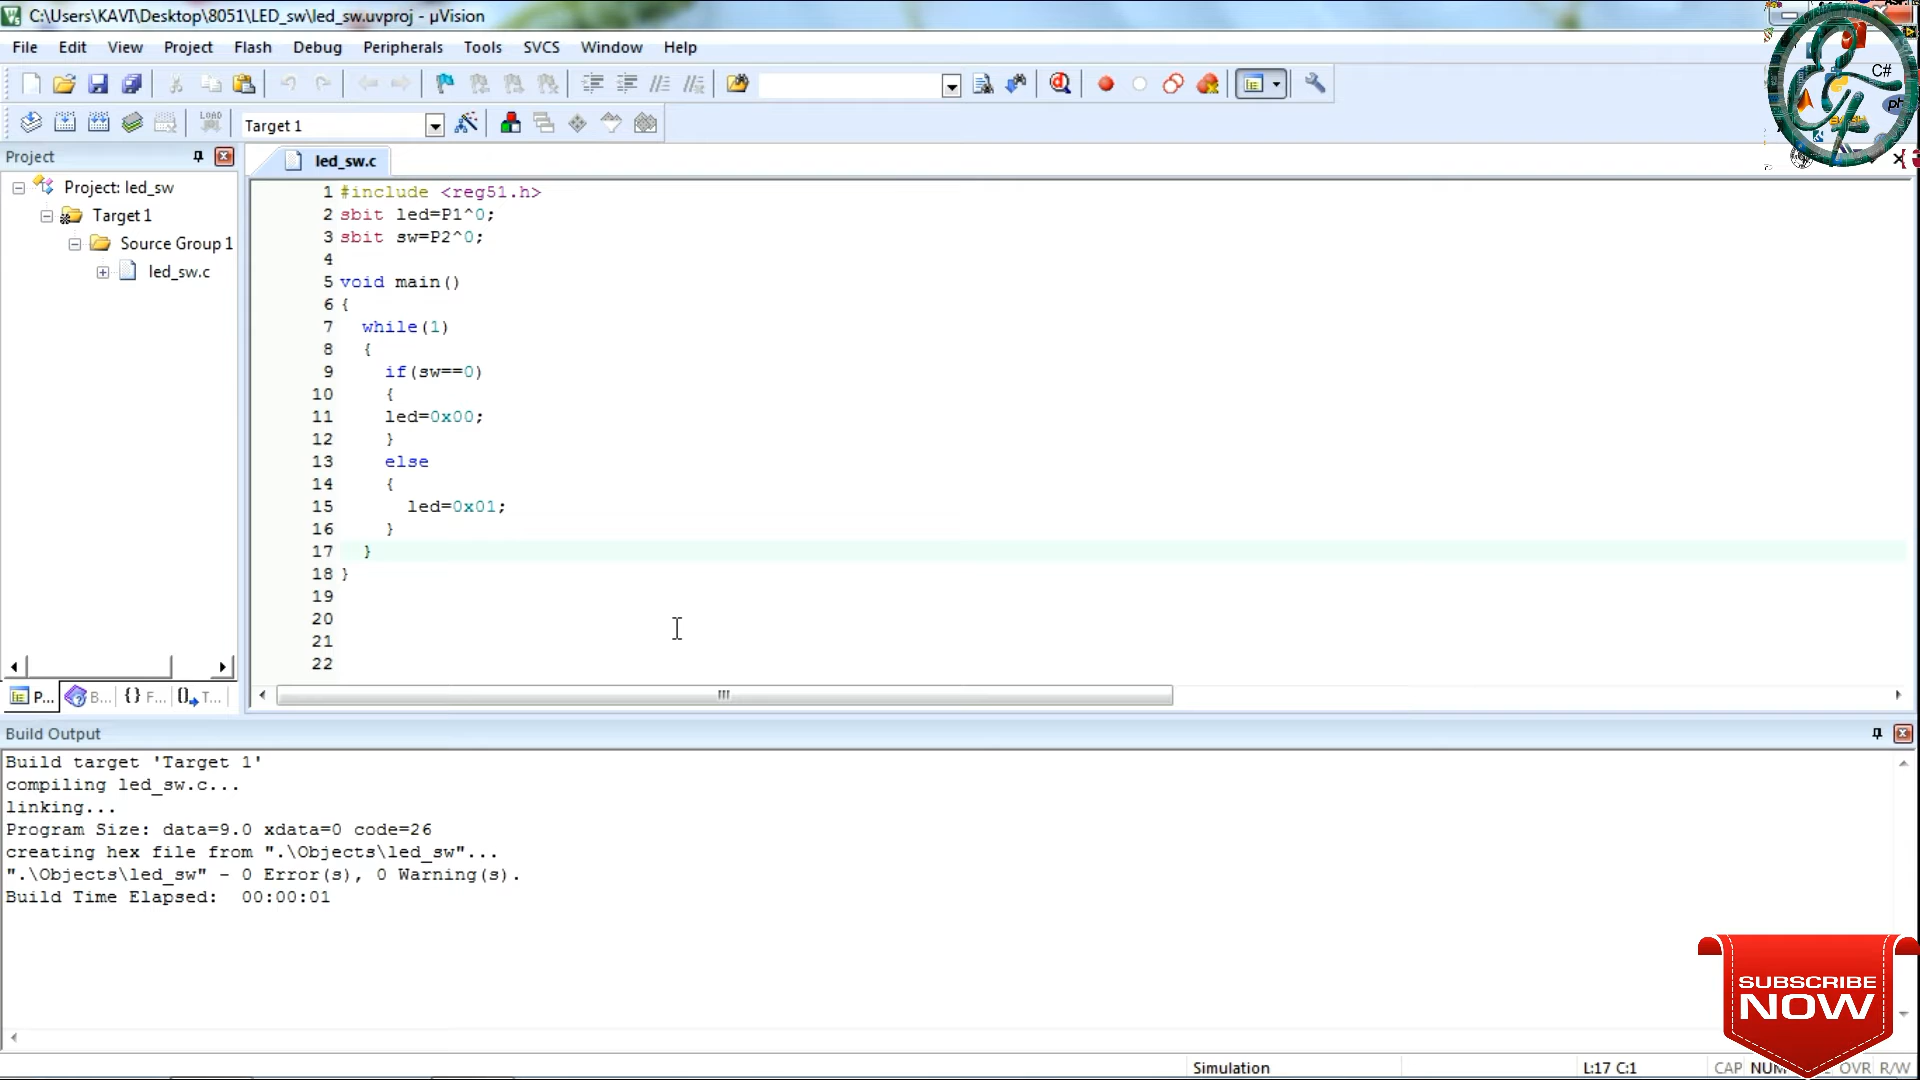 C:\Users\KAVI\Desktop\8051\LED_sw\led_sw.uvproj - µVision
File Edit View Project Flash Debug Peripherals Tools SVCS Window Help
LOAD
Target 1
C#
Project
led_sw.c
Project: led_sw
Target 1
Source Group 1
led_sw.c
P... B... {} F... T...
1 #include <reg51.h>
2 sbit led=P1^0;
3 sbit sw=P2^0;
4
5 void main()
6 {
7 while(1)
8 {
9 if(sw==0)
10 {
11 led=0x00;
12 }
13 else
14 {
15 led=0x01;
16 }
17 }
18 }
19
20
21
22
Build Output
Build target 'Target 1'
compiling led_sw.c...
linking...
Program Size: data=9.0 xdata=0 code=26
creating hex file from ".\Objects\led_sw"...
".\Objects\led_sw" - 0 Error(s), 0 Warning(s).
Build Time Elapsed:  00:00:01
SUBSCRIBE
NOW
Simulation
L:17 C:1
CAP NUM OVR R/W